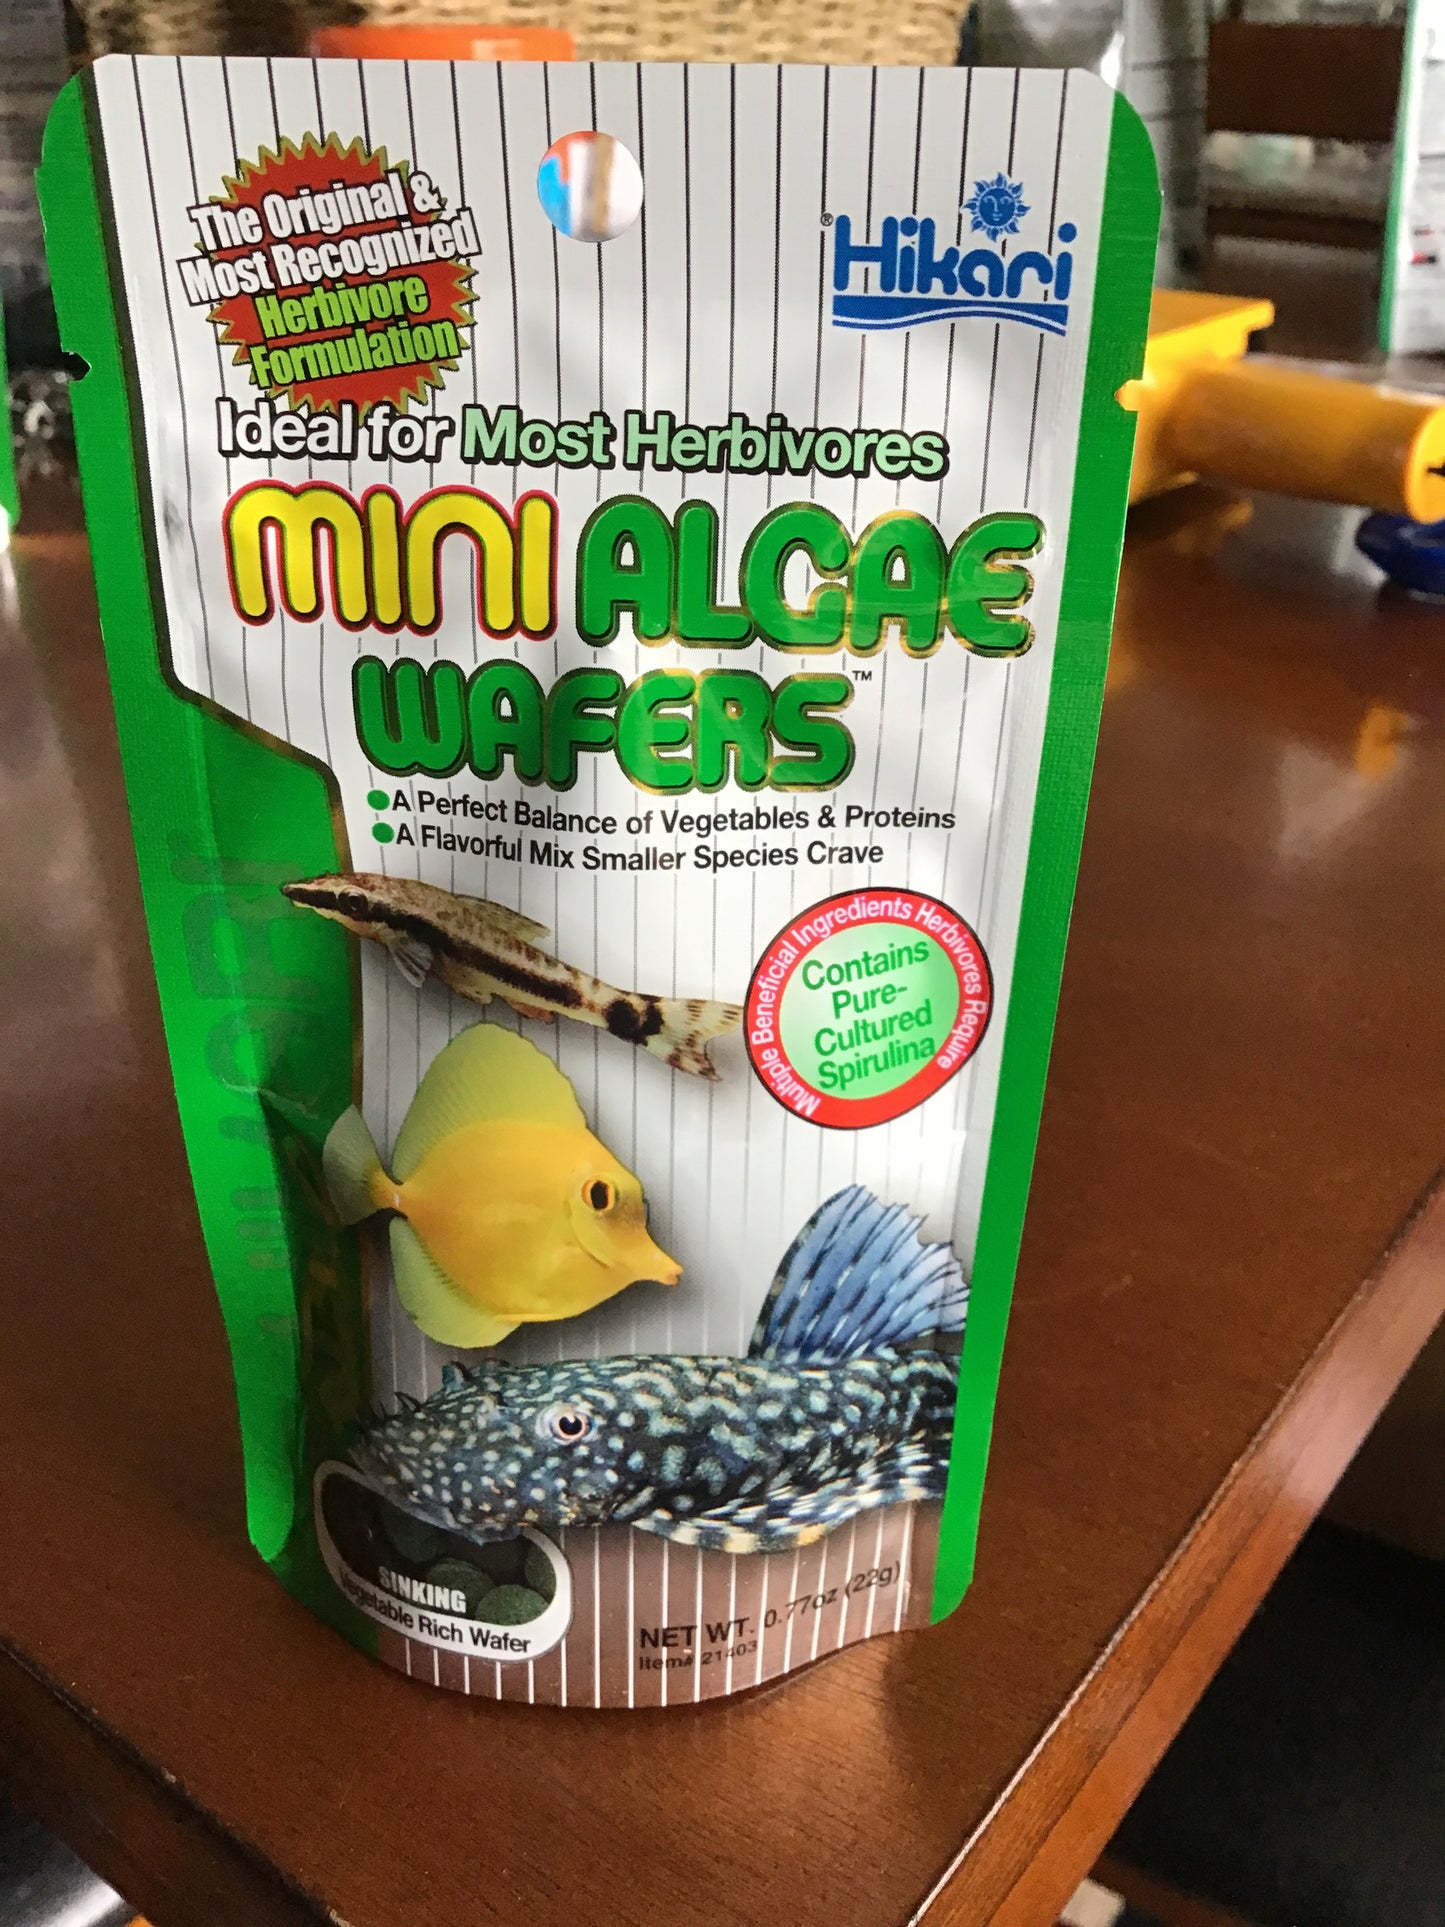 The Original &
Most Recognized
Herbivore
Formulation
® Hikari
Ideal for Most Herbivores
MINI ALGAE
WAFERS™
A Perfect Balance of Vegetables & Proteins
A Flavorful Mix Smaller Species Crave
Multiple Beneficial Ingredients Herbivores Require
Contains
Pure-
Cultured
Spirulina
SINKING
Vegetable Rich Wafer
NET WT. 0.77oz (22g)
Item# 21403